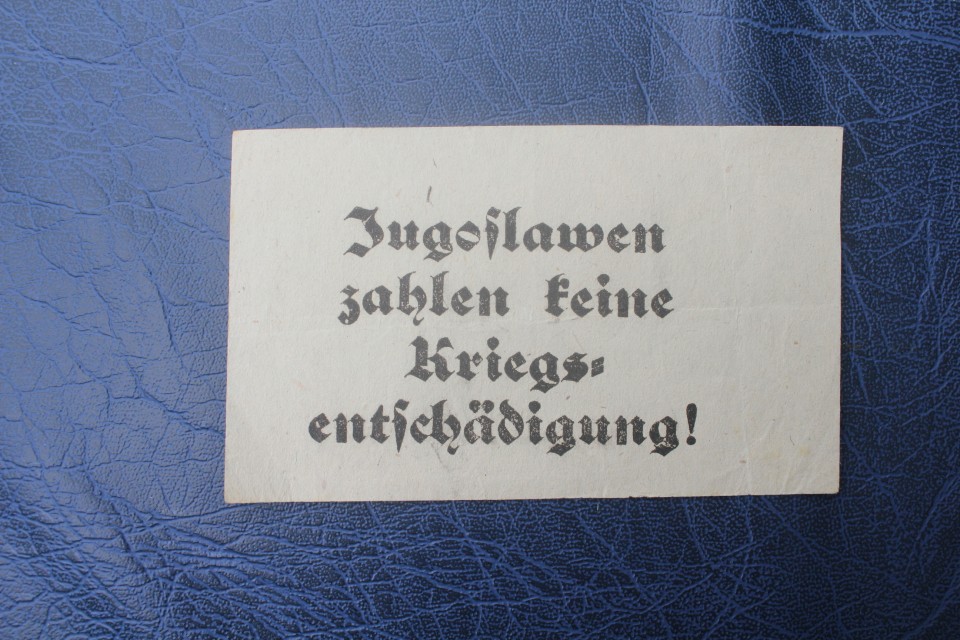 Jugoſlawen
zahlen keine
Kriegs⸗
entſchädigung!